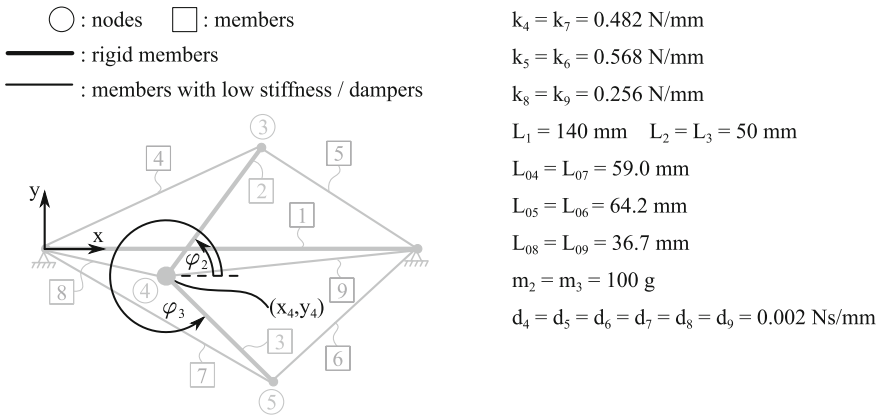 : nodes : members
: rigid members
: members with low stiffness / dampers
3
4
5
2
1
y
x
φ₂
8
4
9
(x₄,y₄)
φ₃
3
6
7
5
k₄ = k₇ = 0.482 N/mm
k₅ = k₆ = 0.568 N/mm
k₈ = k₉ = 0.256 N/mm
L₁ = 140 mm L₂ = L₃ = 50 mm
L₀₄ = L₀₇ = 59.0 mm
L₀₅ = L₀₆ = 64.2 mm
L₀₈ = L₀₉ = 36.7 mm
m₂ = m₃ = 100 g
d₄ = d₅ = d₆ = d₇ = d₈ = d₉ = 0.002 Ns/mm